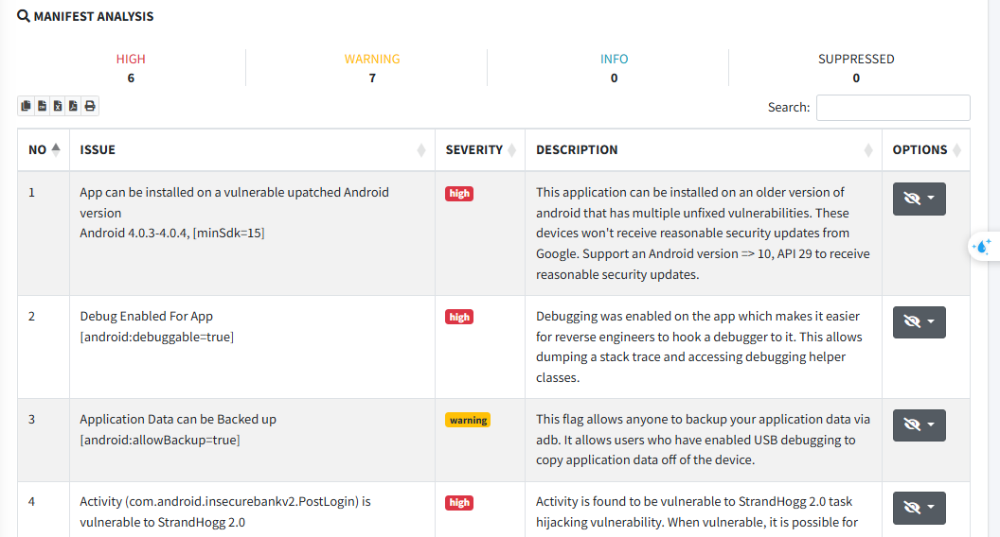 MANIFEST ANALYSIS
HIGH
6
WARNING
7
INFO
0
SUPPRESSED
0
Search:
NO
ISSUE
SEVERITY
DESCRIPTION
OPTIONS
1
App can be installed on a vulnerable upatched Android
version
Android 4.0.3-4.0.4, [minSdk=15]
high
This application can be installed on an older version of
android that has multiple unfixed vulnerabilities. These
devices won't receive reasonable security updates from
Google. Support an Android version => 10, API 29 to receive
reasonable security updates.
2
Debug Enabled For App
[android:debuggable=true]
high
Debugging was enabled on the app which makes it easier
for reverse engineers to hook a debugger to it. This allows
dumping a stack trace and accessing debugging helper
classes.
3
Application Data can be Backed up
[android:allowBackup=true]
warning
This flag allows anyone to backup your application data via
adb. It allows users who have enabled USB debugging to
copy application data off of the device.
4
Activity (com.android.insecurebankv2.PostLogin) is
vulnerable to StrandHogg 2.0
high
Activity is found to be vulnerable to StrandHogg 2.0 task
hijacking vulnerability. When vulnerable, it is possible for